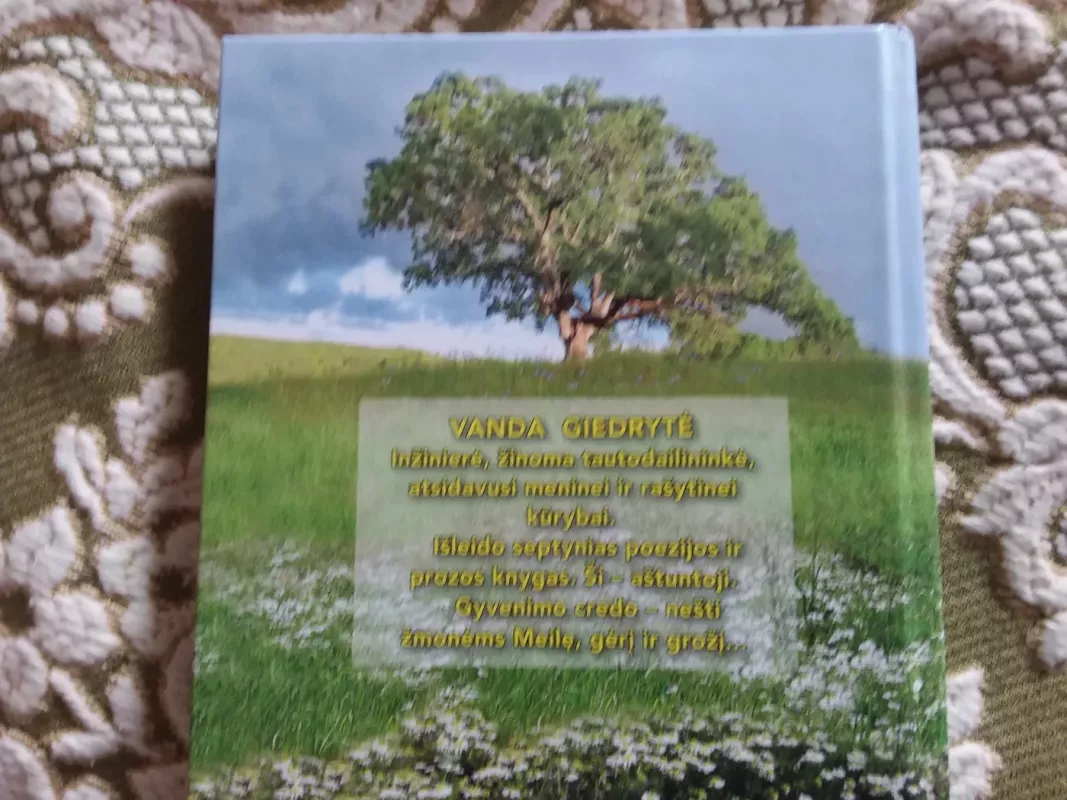 VANDA GIEDRYTĖ
Inžinierė, žinoma tautodailininkė,
atsidavusi meninei ir rašytinei
kūrybai.
Išleido septynias poezijos ir
prozos knygas. Ši – aštuntoji.
Gyvenimo credo – nešti
žmonėms Meilę, gėrį ir grožį...